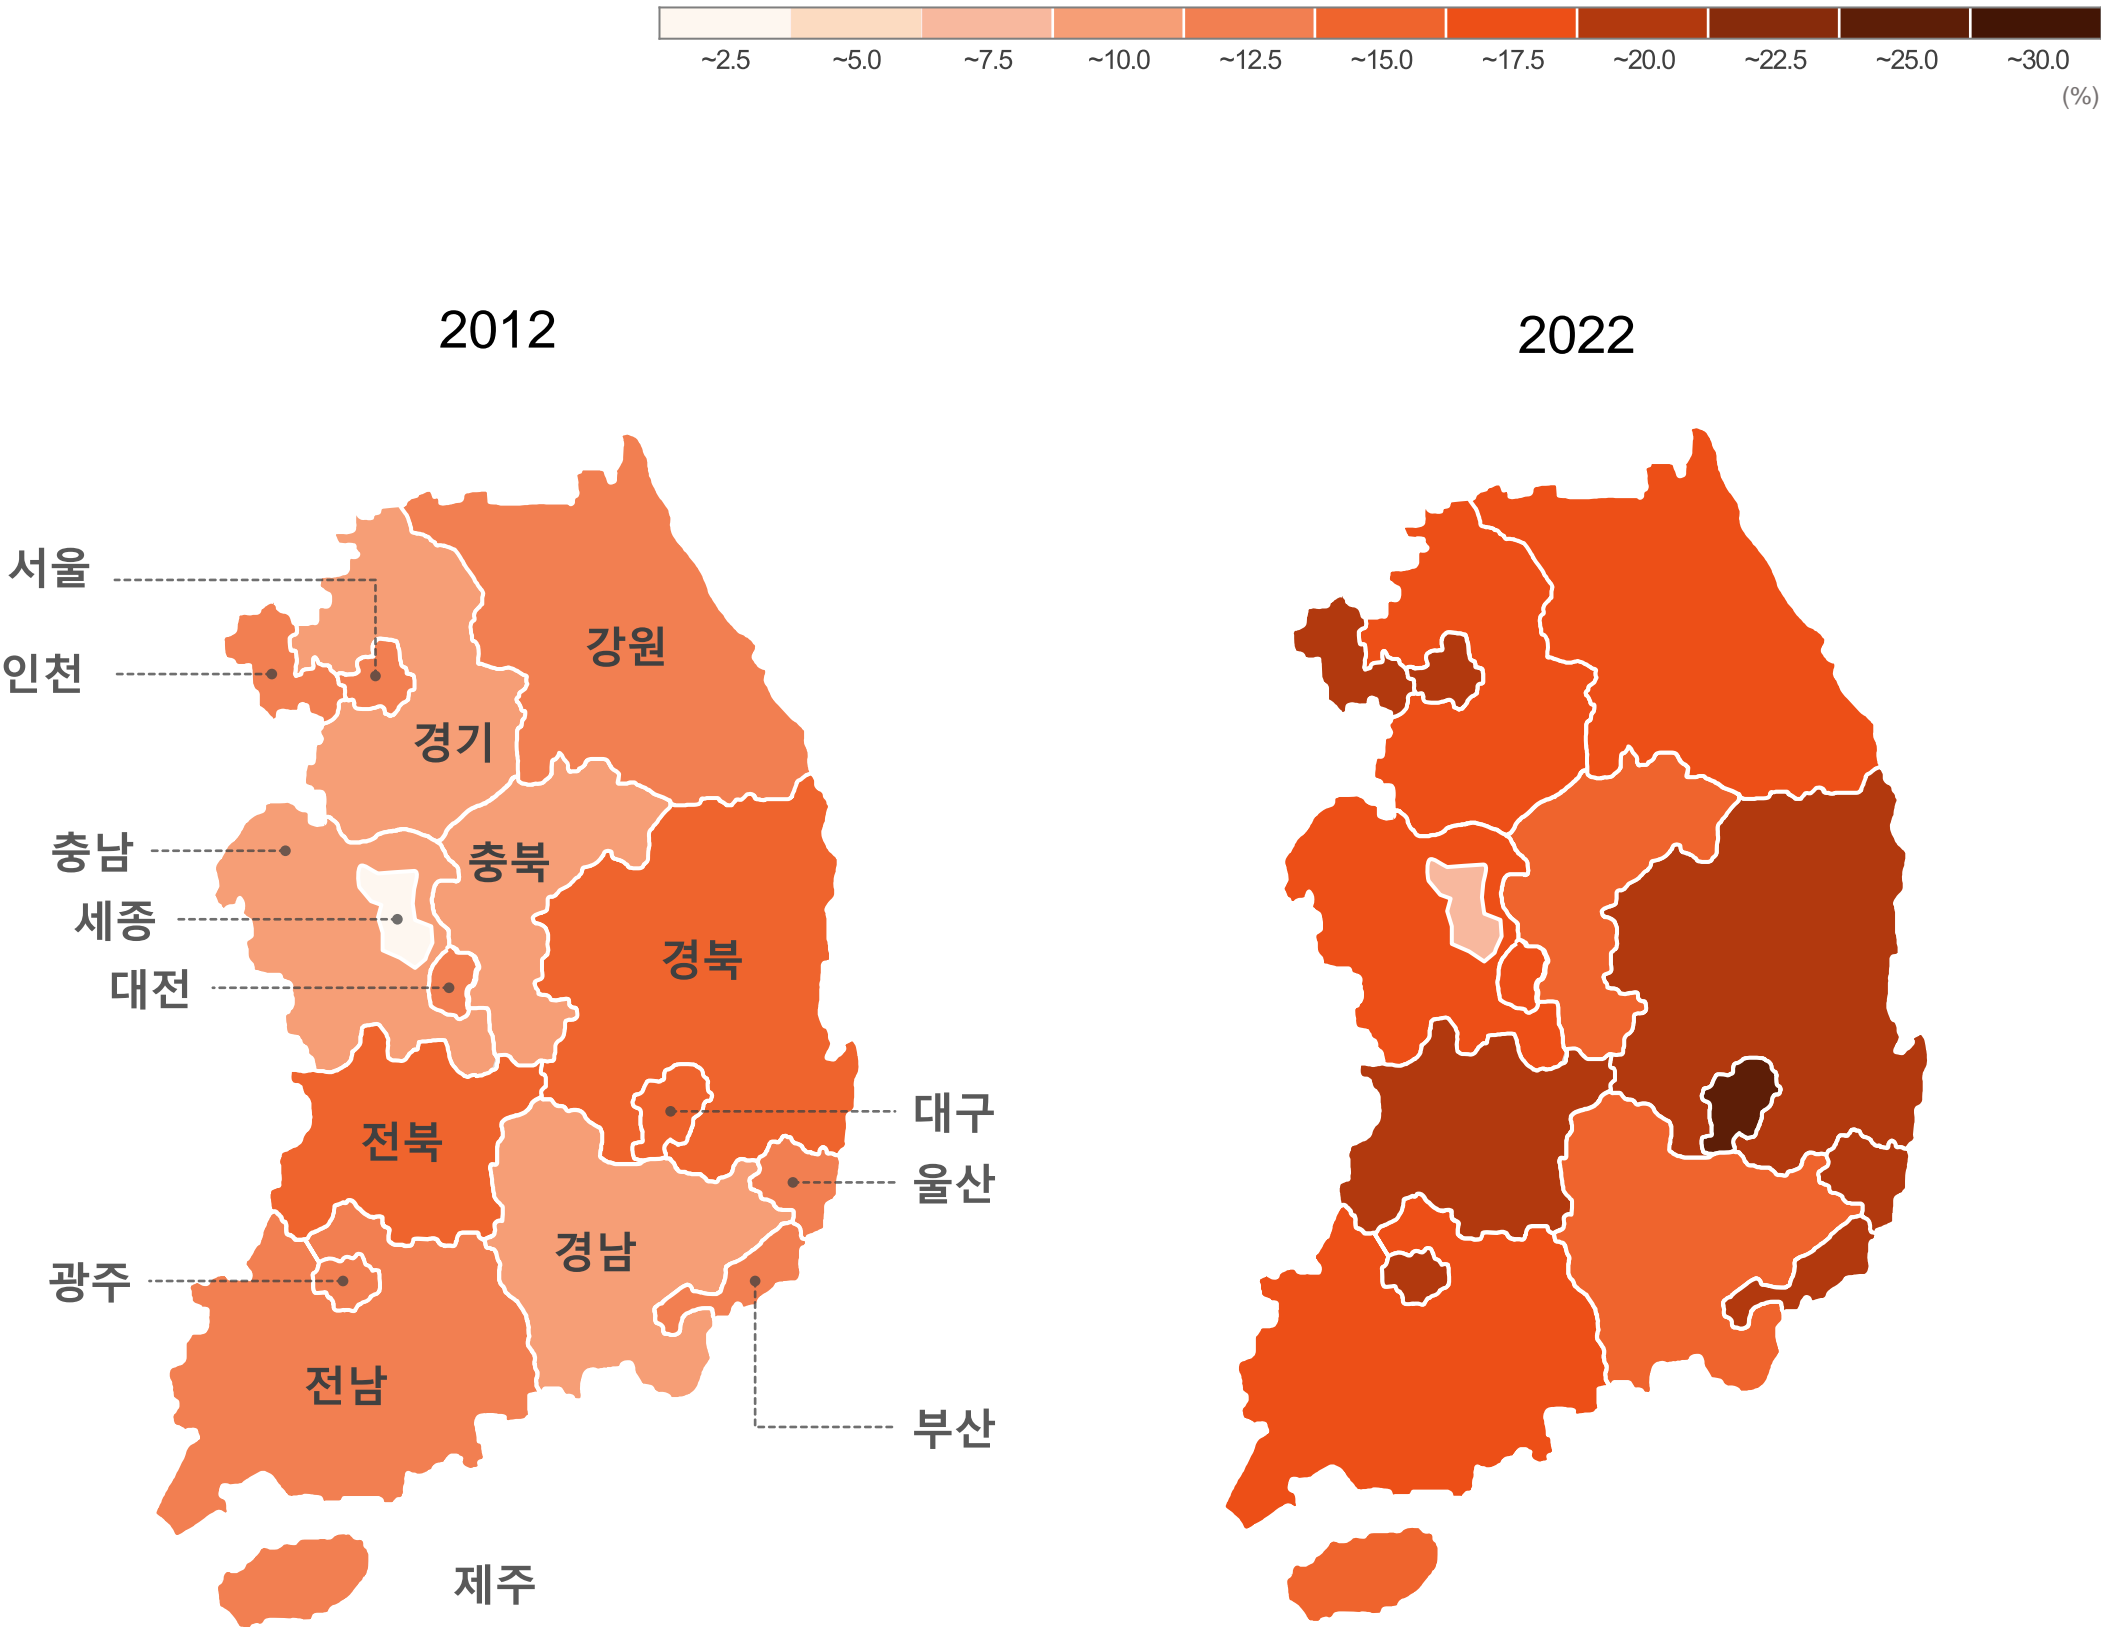 ~2.5 ~5.0 ~7.5 ~10.0 ~12.5 ~15.0 ~17.5 ~20.0 ~22.5 ~25.0 ~30.0
(%)
2012
2022
서울
강원
인천
경기
충남
충북
세종
경북
대전
대구
전북
울산
경남
광주
전남
부산
제주